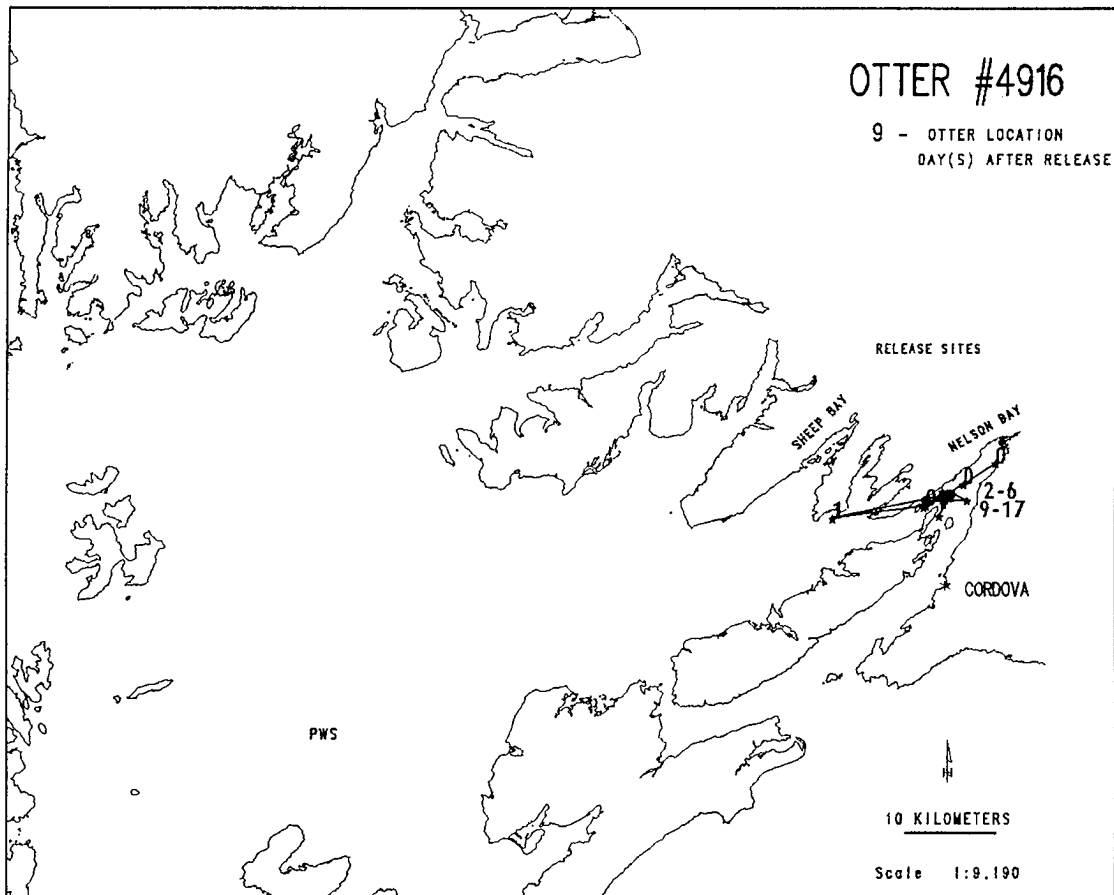 OTTER #4916
9 - OTTER LOCATION
DAY(S) AFTER RELEASE
RELEASE SITES
SHEEP BAY
NELSON BAY
D
2-6
1
9-17
CORDOVA
PWS
N
10 KILOMETERS
Scale 1:9,190